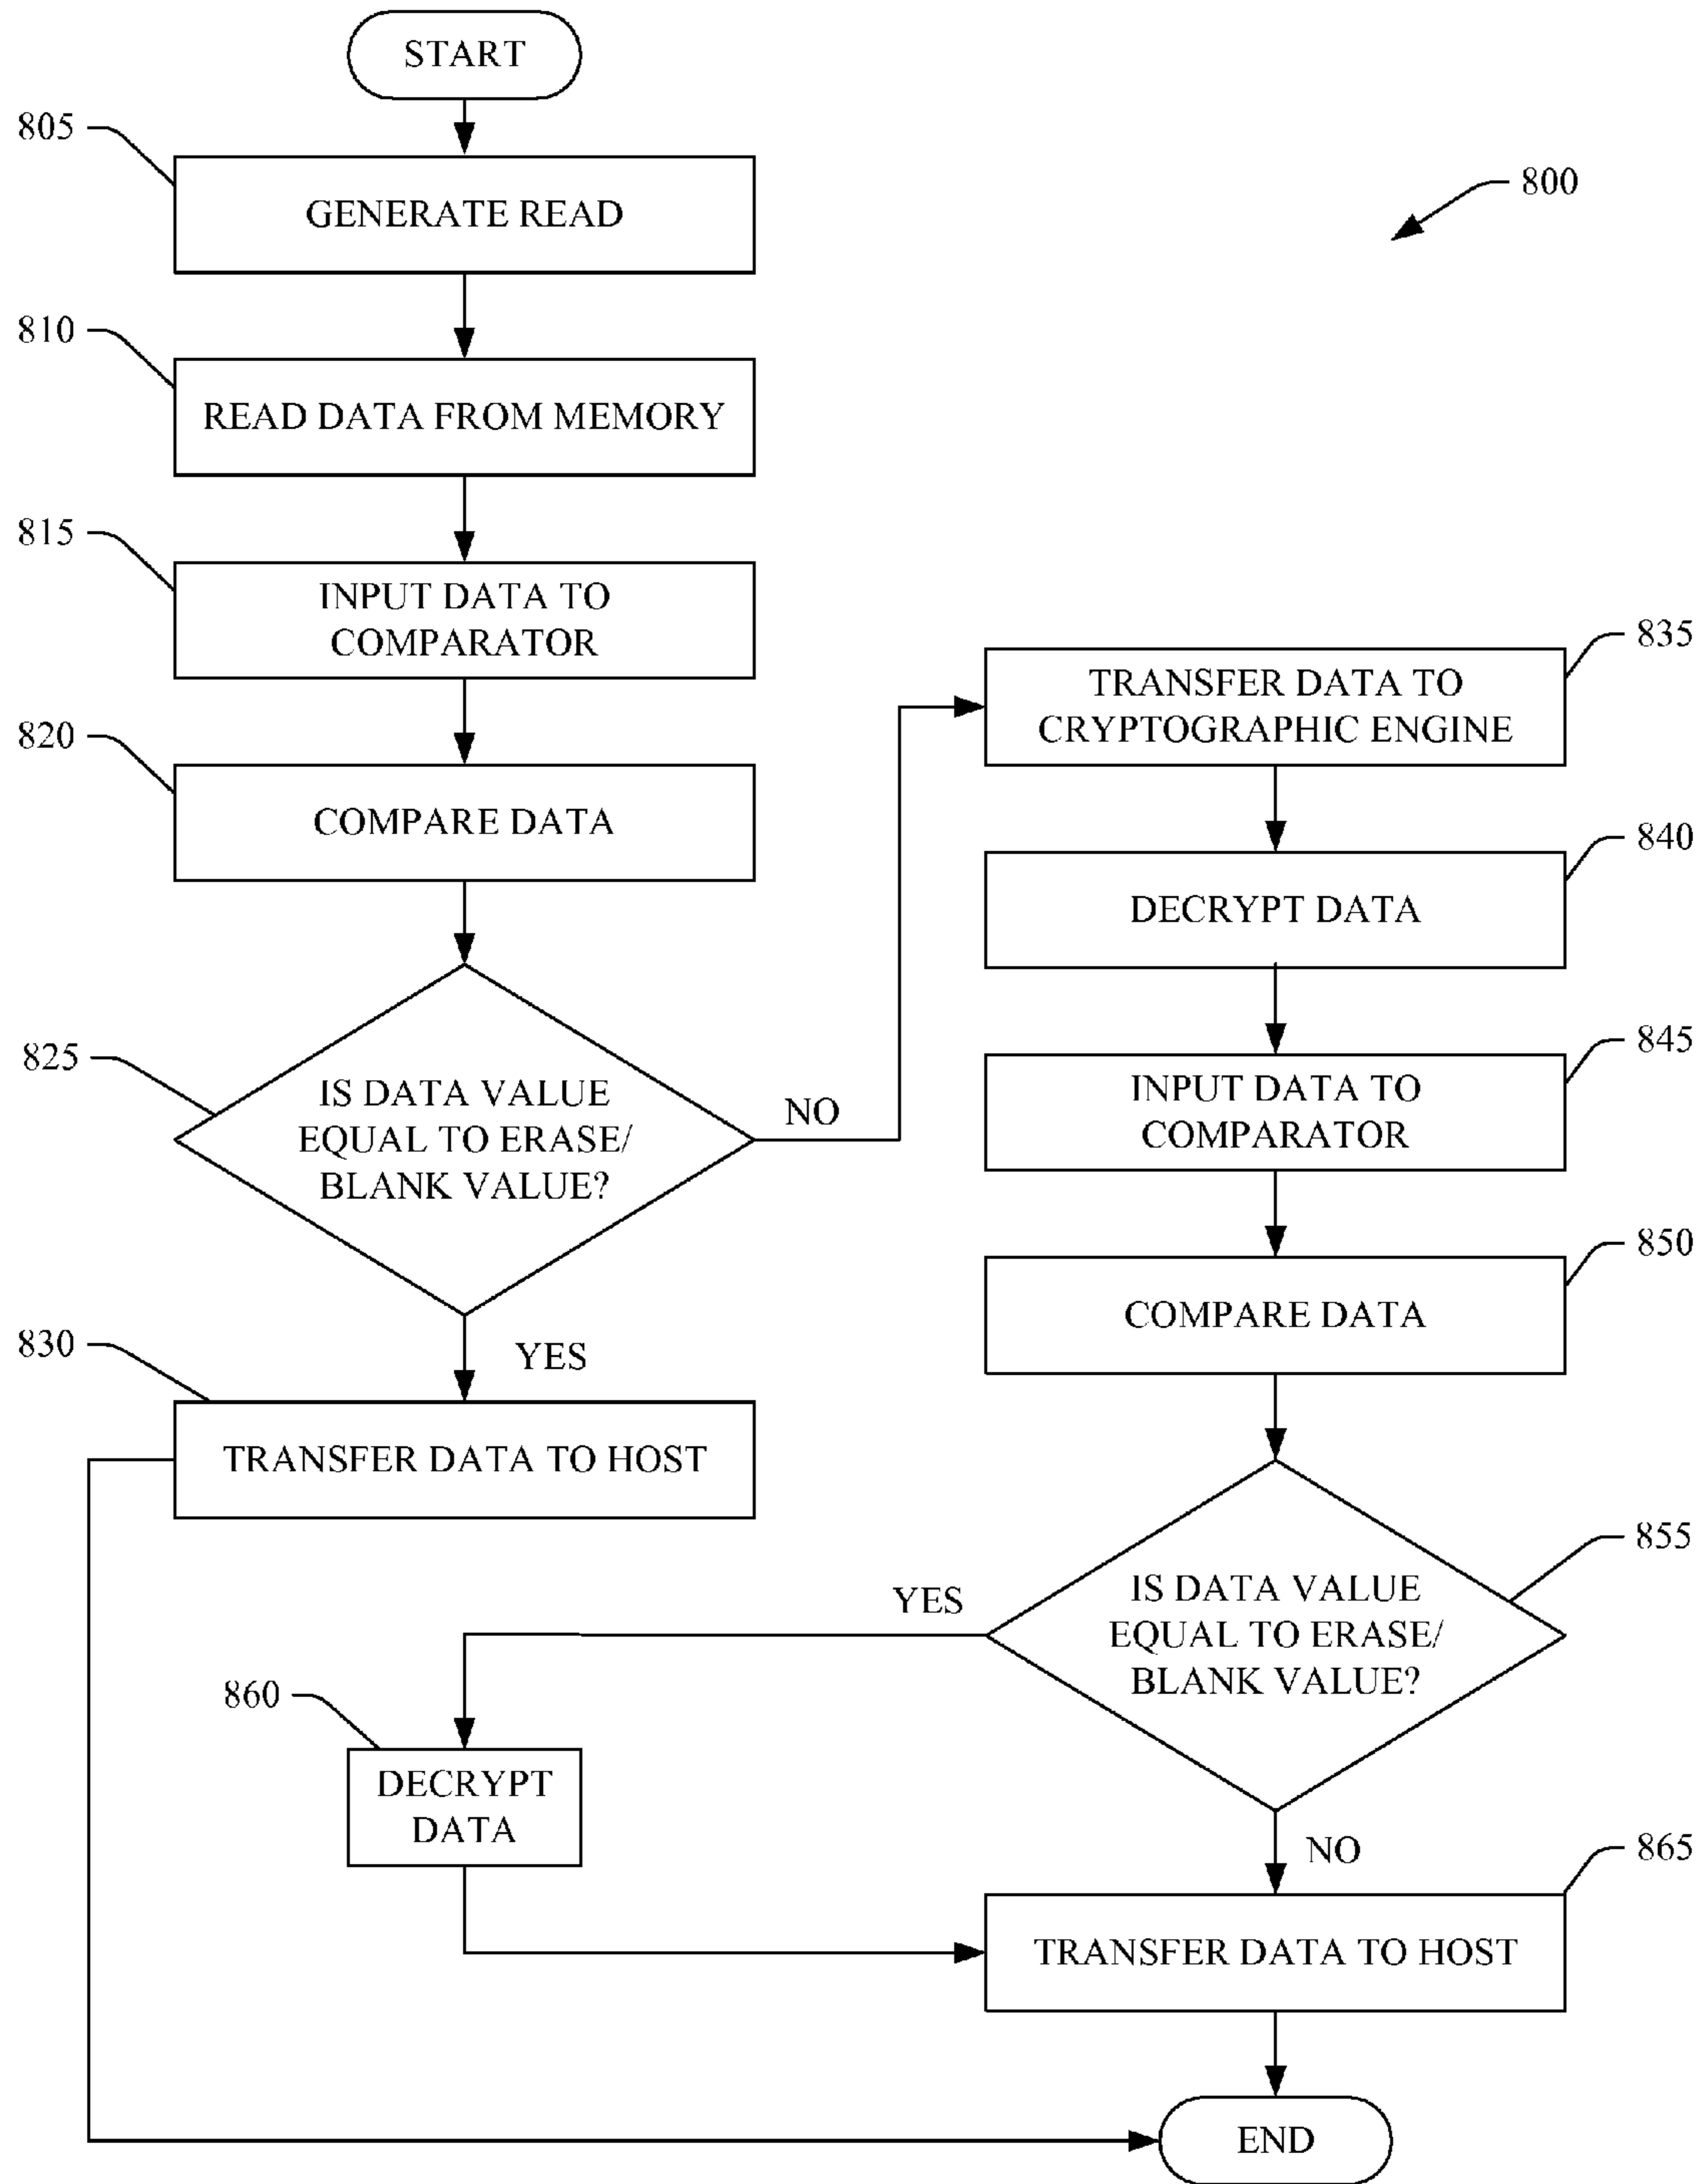 START
805
GENERATE READ
800
810
READ DATA FROM MEMORY
815
INPUT DATA TO
COMPARATOR
820
COMPARE DATA
825
IS DATA VALUE
EQUAL TO ERASE/
BLANK VALUE?
NO
YES
830
TRANSFER DATA TO HOST
835
TRANSFER DATA TO
CRYPTOGRAPHIC ENGINE
840
DECRYPT DATA
845
INPUT DATA TO
COMPARATOR
850
COMPARE DATA
855
IS DATA VALUE
EQUAL TO ERASE/
BLANK VALUE?
YES
860
DECRYPT
DATA
NO
865
TRANSFER DATA TO HOST
END